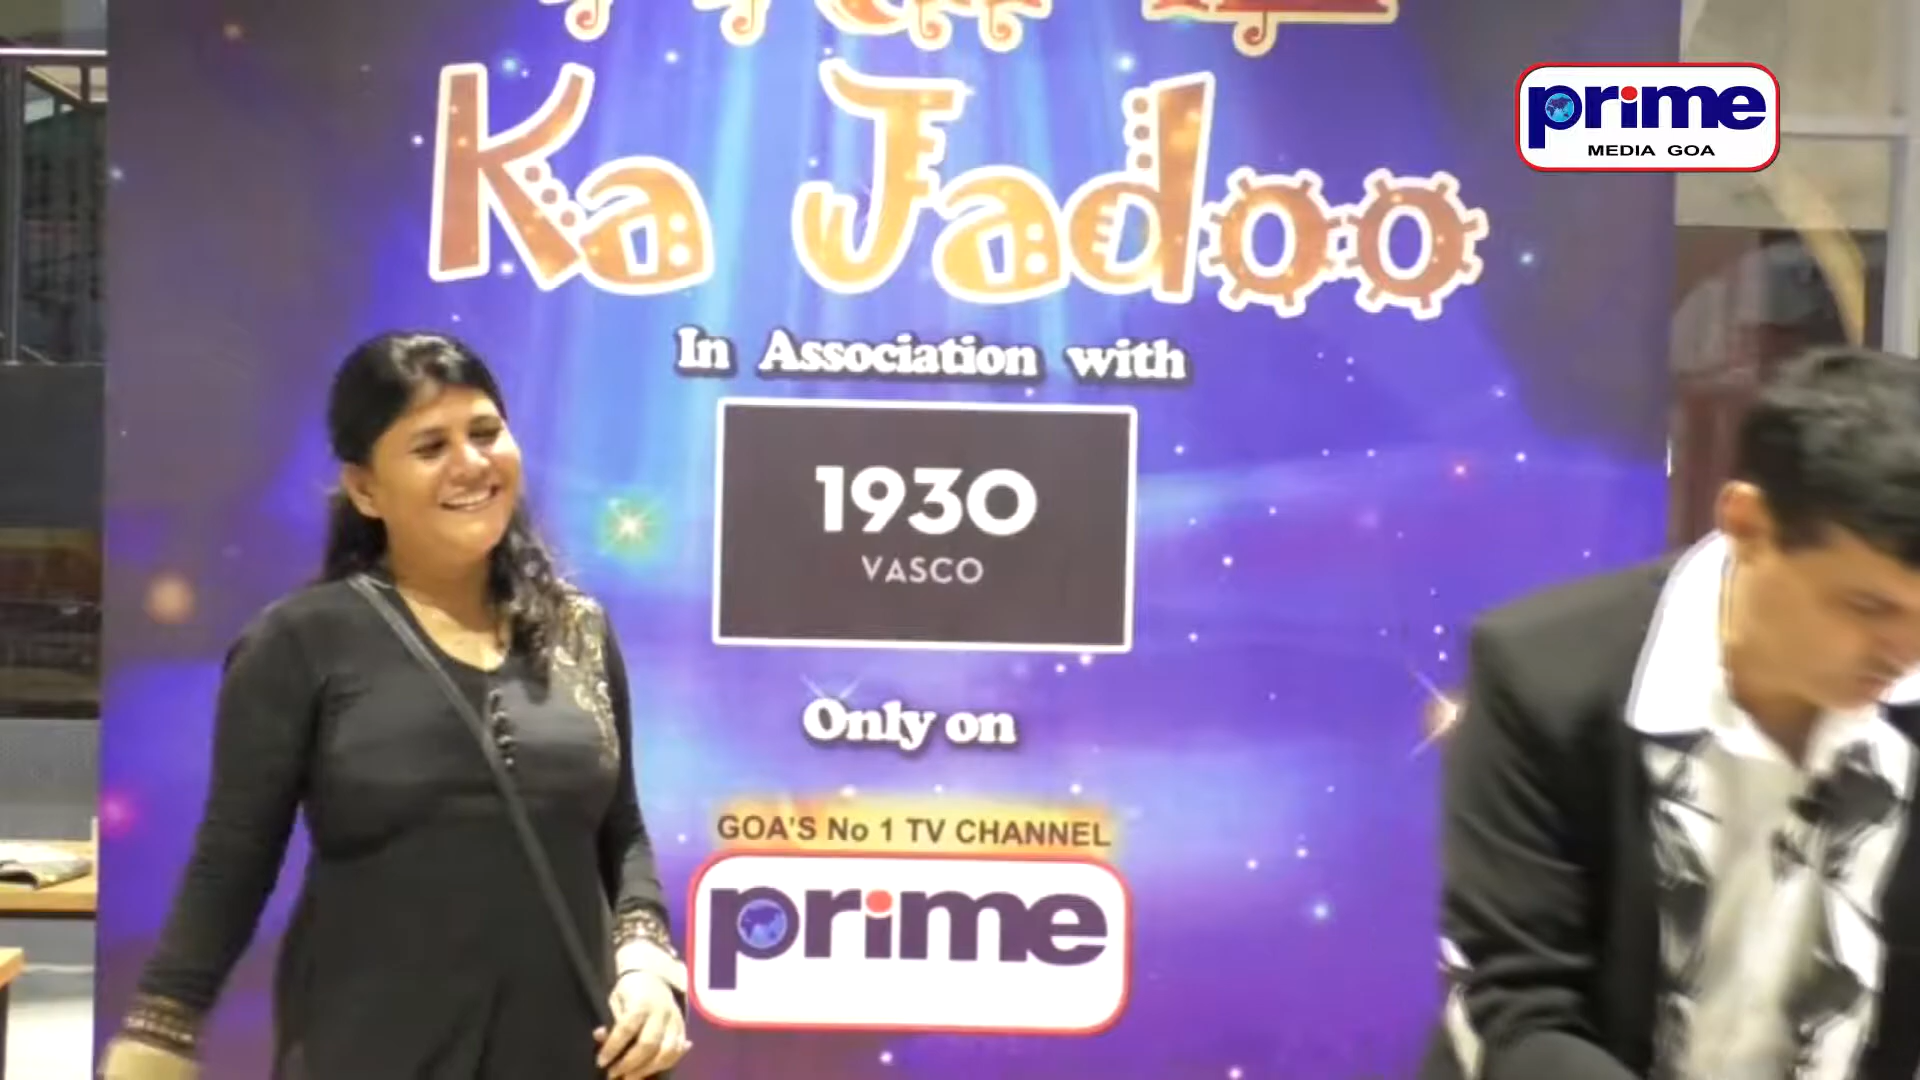 Ka Jadoo
prime
MEDIA GOA
In Association with
1930
VASCO
Only on
GOA'S No 1 TV CHANNEL
prime